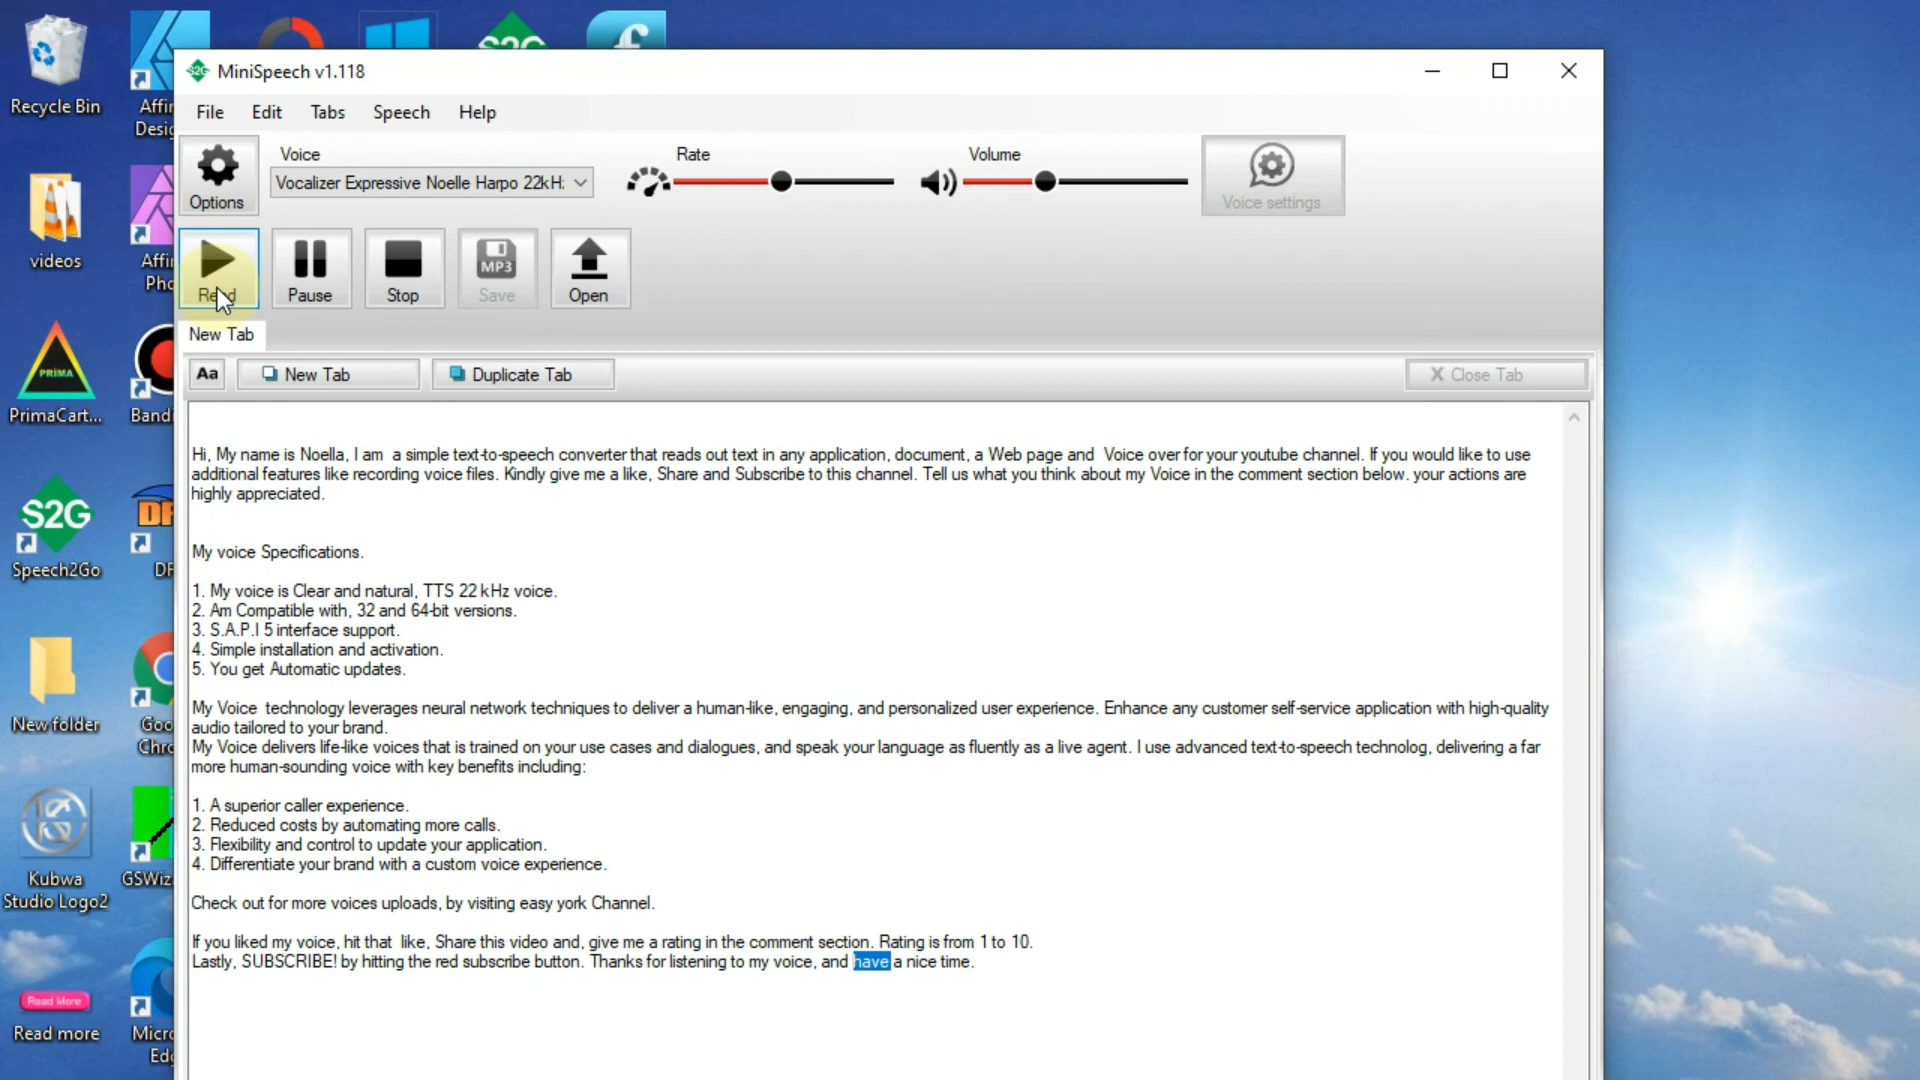 MiniSpeech v1.118
File Edit Tabs Speech Help
Options
Voice
Vocalizer Expressive Noelle Harpo 22kH:
Rate
Volume
Voice settings
Read
Pause
Stop
MP3
Save
Open
New Tab
Aa
New Tab
Duplicate Tab
X Close Tab
Hi, My name is Noella, I am a simple text-to-speech converter that reads out text in any application, document, a Web page and Voice over for your youtube channel. If you would like to use
additional features like recording voice files. Kindly give me a like, Share and Subscribe to this channel. Tell us what you think about my Voice in the comment section below. your actions are
highly appreciated.
My voice Specifications.
1. My voice is Clear and natural, TTS 22 kHz voice.
2. Am Compatible with, 32 and 64-bit versions.
3. S.A.P.I 5 interface support.
4. Simple installation and activation.
5. You get Automatic updates.
My Voice technology leverages neural network techniques to deliver a human-like, engaging, and personalized user experience. Enhance any customer self-service application with high-quality
audio tailored to your brand.
My Voice delivers life-like voices that is trained on your use cases and dialogues, and speak your language as fluently as a live agent. I use advanced text-to-speech technolog, delivering a far
more human-sounding voice with key benefits including:
1. A superior caller experience.
2. Reduced costs by automating more calls.
3. Flexibility and control to update your application.
4. Differentiate your brand with a custom voice experience.
Check out for more voices uploads, by visiting easy york Channel.
If you liked my voice, hit that like, Share this video and, give me a rating in the comment section. Rating is from 1 to 10.
Lastly, SUBSCRIBE! by hitting the red subscribe button. Thanks for listening to my voice, and have a nice time.
Recycle Bin
videos
PRIMA
PrimaCart...
S2G
Speech2Go
New folder
Kubwa
Studio Logo2
Read More
Read more
Affin
Desig
Affin
Pho
Bandi
DF
DF
Goo
Chro
GSWiz
Micro
Edg
S2G
S2G